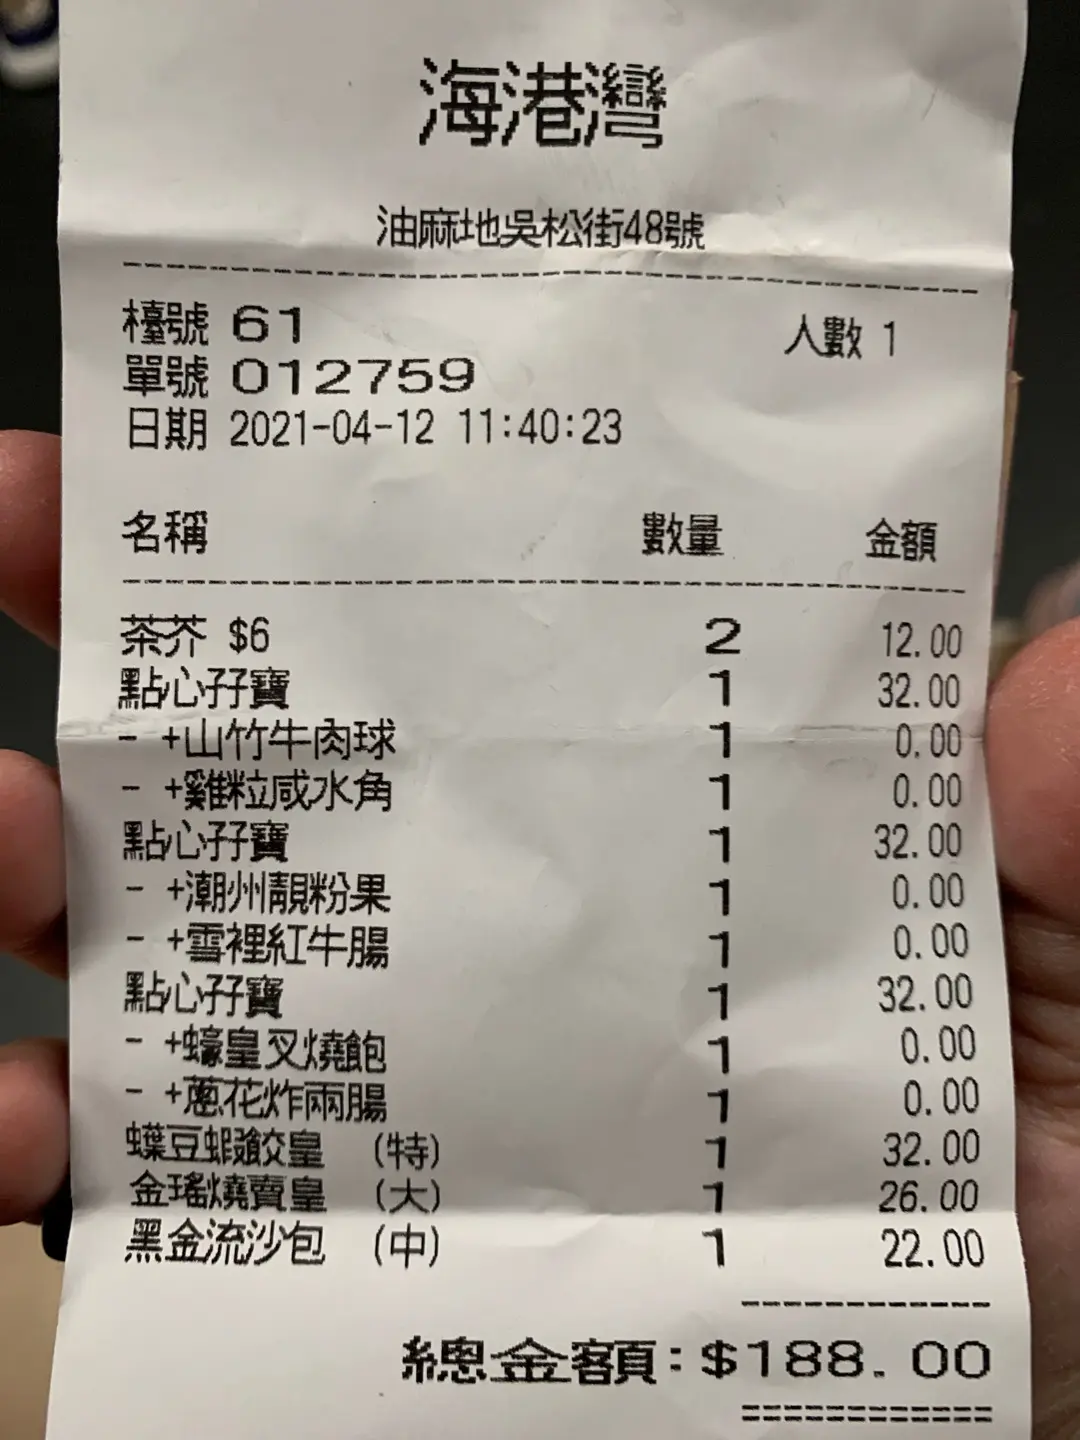 海港灣
油麻地吳松街48號
檯號 61 人數 1
單號 012759
日期 2021-04-12 11:40:23
名稱 數量 金額
茶芥 $6 2 12.00
點心孖寶 1 32.00
- +山竹牛肉球 1 0.00
- +雞粒咸水角 1 0.00
點心孖寶 1 32.00
- +潮州靚粉果 1 0.00
- +雪裡紅牛腸 1 0.00
點心孖寶 1 32.00
- +蠔皇叉燒飽 1 0.00
- +蔥花炸兩腸 1 0.00
蠂豆蝦餃皇 (特) 1 32.00
金瑤燒賣皇 (大) 1 26.00
黑金流沙包 (中) 1 22.00
總金額:$188.00